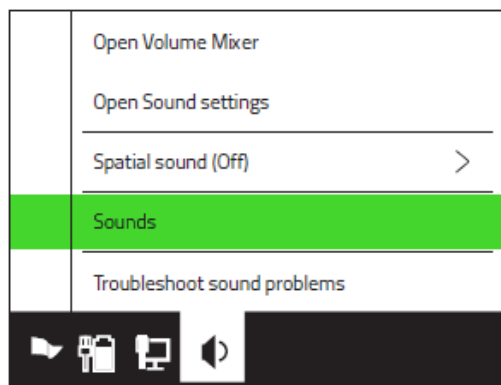 Open Volume Mixer
Open Sound settings
Spatial sound (Off)
Sounds
Troubleshoot sound problems